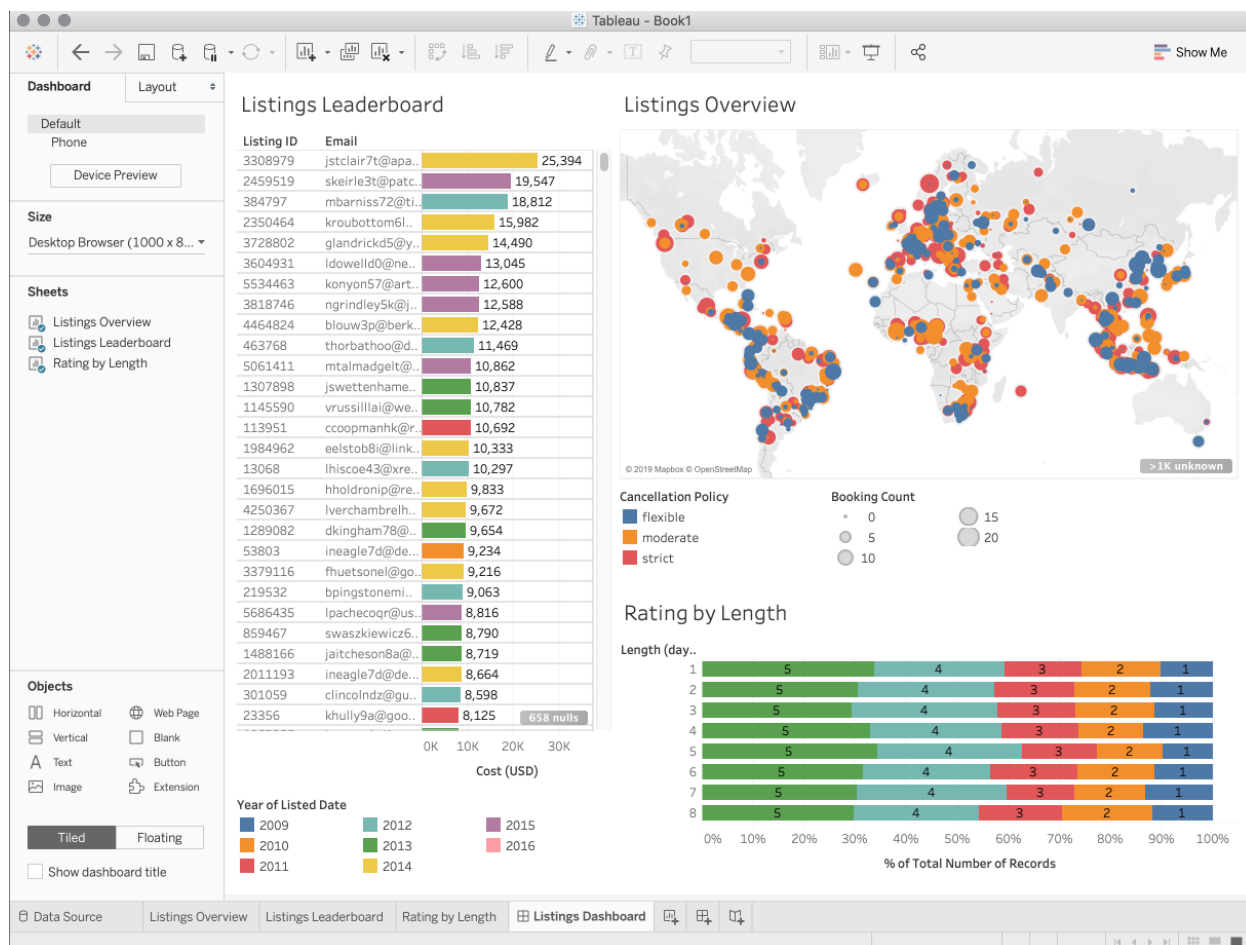 Tableau - Book1
Show Me
Dashboard
Layout
Default
Phone
Device Preview
Size
Desktop Browser (1000 x 8...
Sheets
Listings Overview
Listings Leaderboard
Rating by Length
Objects
Horizontal
Web Page
Vertical
Blank
A Text
Button
Image
Extension
Tiled
Floating
Show dashboard title
Listings Leaderboard
Listing ID Email
3308979 jstclair7t@apa.. 25,394
2459519 skeirle3t@patc.. 19,547
384797 mbarniss72@ti.. 18,812
2350464 kroubottom6l.. 15,982
3728802 glandrickd5@y.. 14,490
3604931 ldowelld0@ne.. 13,045
5534463 konyon57@art.. 12,600
3818746 ngrindley5k@j.. 12,588
4464824 blouw3p@berk.. 12,428
463768 thorbathoo@d.. 11,469
5061411 mtalmadgelt@.. 10,862
1307898 jswettenhame.. 10,837
1145590 vrussilllai@we.. 10,782
113951 ccoopmanhk@r.. 10,692
1984962 eelstob8i@link.. 10,333
13068 lhiscoe43@xre.. 10,297
1696015 hholdronip@re.. 9,833
4250367 lverchambrelh.. 9,672
1289082 dkingham78@.. 9,654
53803 ineagle7d@de... 9,234
3379116 fhuetsonel@go.. 9,216
219532 bpingstonemi.. 9,063
5686435 lpachecoqr@us.. 8,816
859467 swaszkiewicz6.. 8,790
1488166 jaitcheson8a@.. 8,719
2011193 ineagle7d@de... 8,664
301059 clincolndz@gu.. 8,598
23356 khully9a@goo.. 8,125
658 nulls
0K 10K 20K 30K
Cost (USD)
Year of Listed Date
2009 2012 2015
2010 2013 2016
2011 2014
Listings Overview
© 2019 Mapbox © OpenStreetMap
>1K unknown
Cancellation Policy
flexible
moderate
strict
Booking Count
0 15
5 20
10
Rating by Length
Length (day..
1 5 4 3 2 1
2 5 4 3 2 1
3 5 4 3 2 1
4 5 4 3 2 1
5 5 4 3 2 1
6 5 4 3 2 1
7 5 4 3 2 1
8 5 4 3 2 1
0% 10% 20% 30% 40% 50% 60% 70% 80% 90% 100%
% of Total Number of Records
Data Source
Listings Overview
Listings Leaderboard
Rating by Length
Listings Dashboard